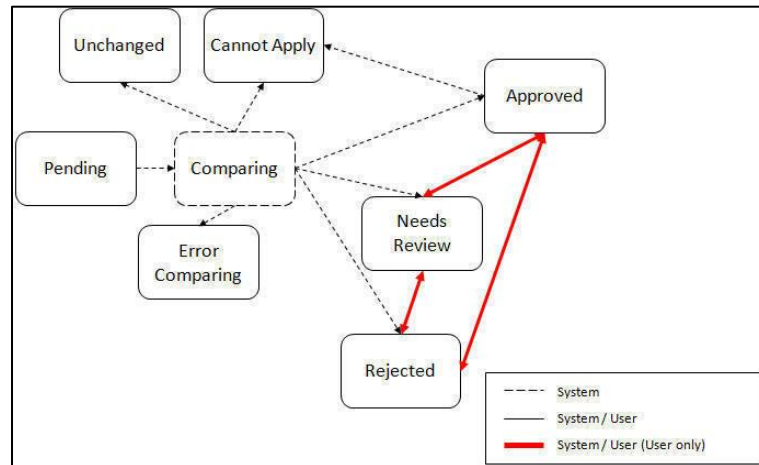 Unchanged
Cannot Apply
Approved
Pending
Comparing
Needs
Review
Error
Comparing
Rejected
System
System / User
System / User (User only)